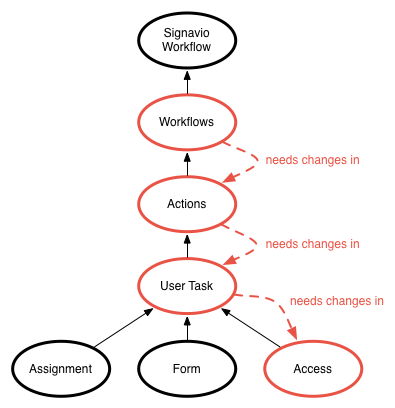 Signavio
Workflow
Workflows
needs changes in
Actions
needs changes in
User Task
needs changes in
Assignment
Form
Access